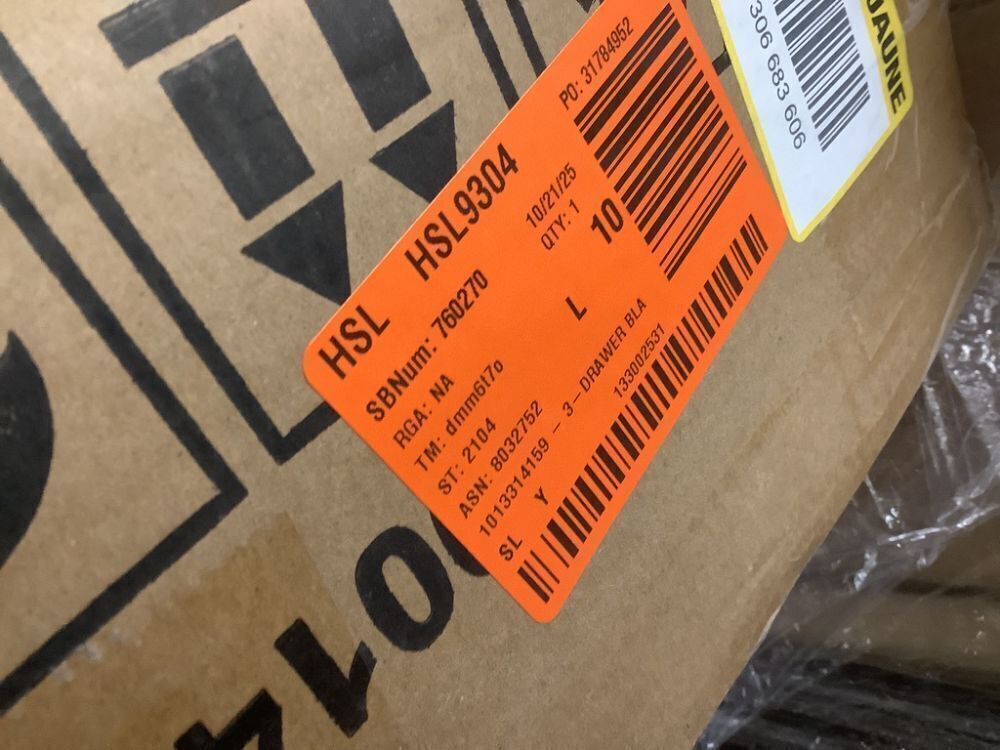 HSL HSL9304 PO: 31784952
SBNum: 760270 10/21/25
RGA: NA QTY: 1
TM: dmm6t7o 10
ST: 2104 L
ASN: 8032752
1013314159 - 3-DRAWER BLA
SL Y 133002531
JAUNE
306 683 606